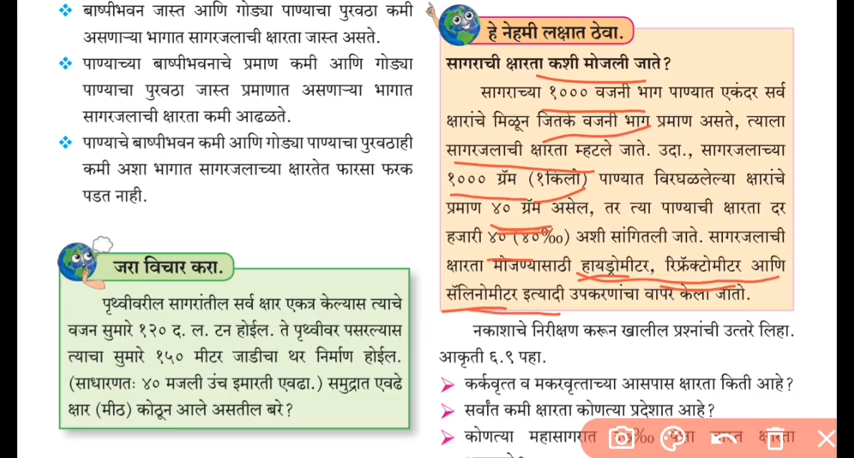 बाष्पीभवन जास्त आणि गोड्या पाण्याचा पुरवठा कमी
असणाऱ्या भागात सागरजलाची क्षारता जास्त असते.
पाण्याच्या बाष्पीभवनाचे प्रमाण कमी आणि गोड्या
पाण्याचा पुरवठा जास्त प्रमाणात असणाऱ्या भागात
सागरजलाची क्षारता कमी आढळते.
पाण्याचे बाष्पीभवन कमी आणि गोड्या पाण्याचा पुरवठाही
कमी अशा भागात सागरजलाच्या क्षारतेत फारसा फरक
पडत नाही.
जरा विचार करा.
पृथ्वीवरील सागरांतील सर्व क्षार एकत्र केल्यास त्याचे
वजन सुमारे १२० द. ल. टन होईल. ते पृथ्वीवर पसरल्यास
त्याचा सुमारे १५० मीटर जाडीचा थर निर्माण होईल.
(साधारणतः ४० मजली उंच इमारती एवढा.) समुद्रात एवढे
क्षार (मीठ) कोठून आले असतील बरे ?
हे नेहमी लक्षात ठेवा.
सागराची क्षारता कशी मोजली जाते ?
सागराच्या १००० वजनी भाग पाण्यात एकंदर सर्व
क्षारांचे मिळून जितके वजनी भाग प्रमाण असते, त्याला
सागरजलाची क्षारता म्हटले जाते. उदा., सागरजलाच्या
१००० ग्रॅम (१किलो) पाण्यात विरघळलेल्या क्षारांचे
प्रमाण ४० ग्रॅम असेल, तर त्या पाण्याची क्षारता दर
हजारी ४० (४०‰) अशी सांगितली जाते. सागरजलाची
क्षारता मोजण्यासाठी हायड्रोमीटर, रिफ्रॅक्टोमीटर आणि
सॅलिनोमीटर इत्यादी उपकरणांचा वापर केला जातो.
नकाशाचे निरीक्षण करून खालील प्रश्नांची उत्तरे लिहा.
आकृती ६.९ पहा.
कर्कवृत्त व मकरवृत्ताच्या आसपास क्षारता किती आहे ?
सर्वांत कमी क्षारता कोणत्या प्रदेशात आहे ?
कोणत्या महासागरात ‰ क्षारता